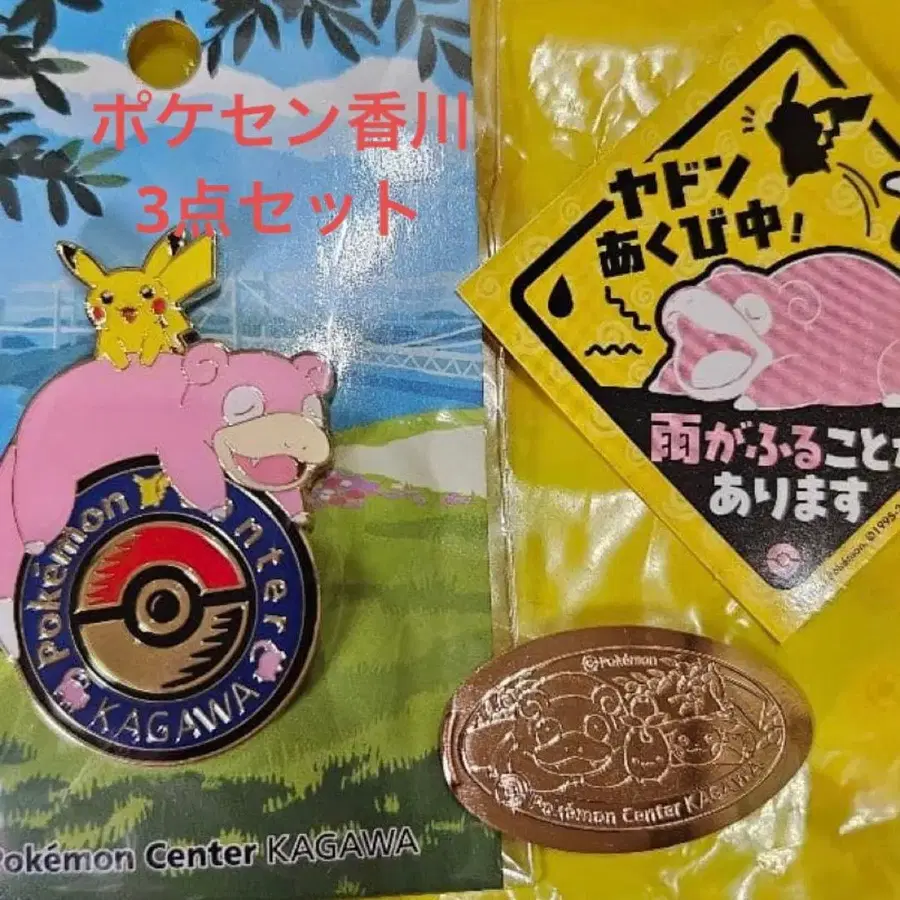 ポケセン香川
3点セット
Pokémon Center
KAGAWA
Pokémon Center KAGAWA
ヤドン
あくび中!
雨がふることが
あります
©Pokémon
Pokémon Center KAGAWA